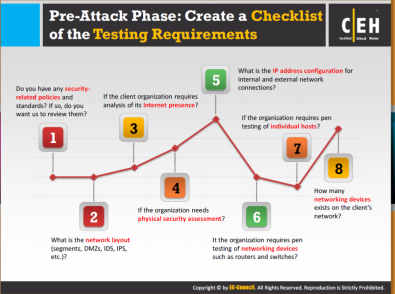 Pre-Attack Phase: Create a Checklist
of the Testing Requirements
CEH
Certified Ethical Hacker
Do you have any security-
related policies and
standards? If so, do you
want us to review them?
1
What is the network layout
(segments, DMZs, IDS, IPS,
etc.)?
2
If the client organization requires
analysis of its Internet presence?
3
If the organization needs
physical security assessment?
4
What is the IP address configuration for
internal and external network
connections?
5
It the organization requires pen
testing of networking devices
such as routers and switches?
6
If the organization requires pen
testing of individual hosts?
7
How many
networking devices
exists on the client's
network?
8
Copyright © by EC-Council. All Rights Reserved. Reproduction is Strictly Prohibited.